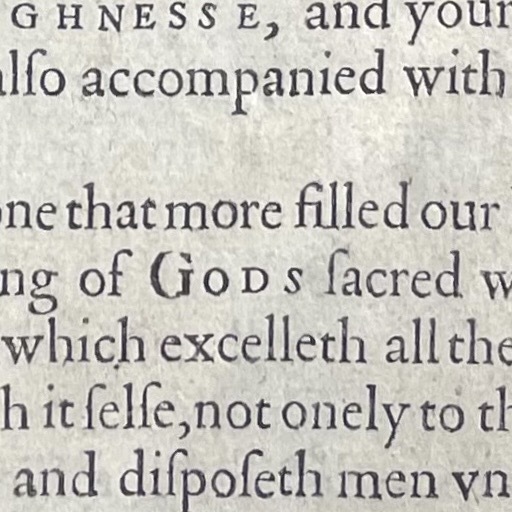 GHNESSE, and your
alſo accompanied with
one that more filled our
ng of GODS ſacred w
which excelleth all the
h it ſelfe, not onely to th
and diſpoſeth men vn